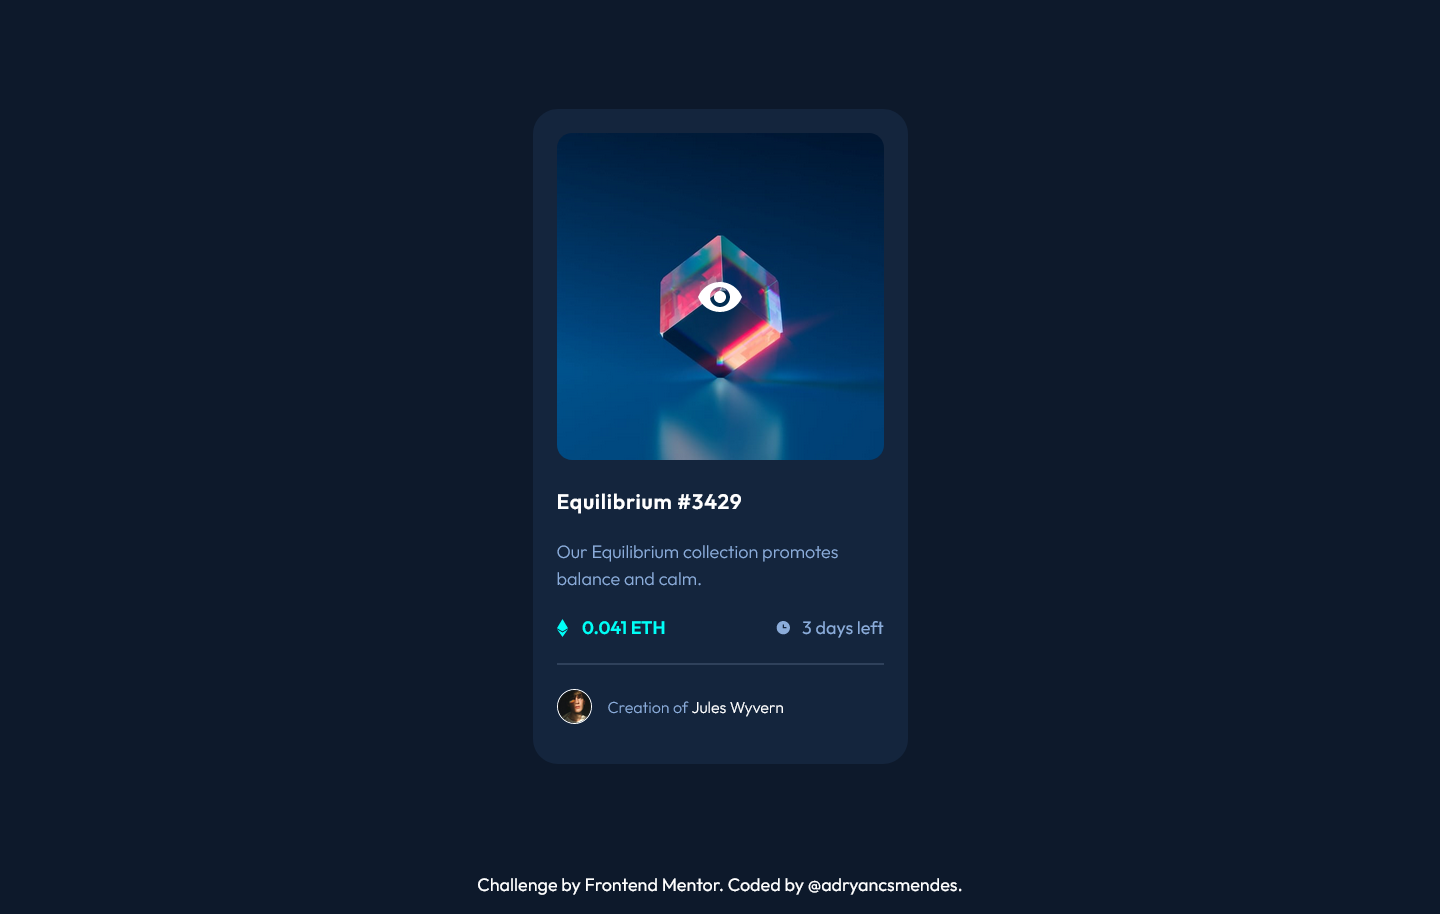 Equilibrium #3429
Our Equilibrium collection promotes
balance and calm.
0.041 ETH
3 days left
Creation of Jules Wyvern
Challenge by Frontend Mentor. Coded by @adryancsmendes.